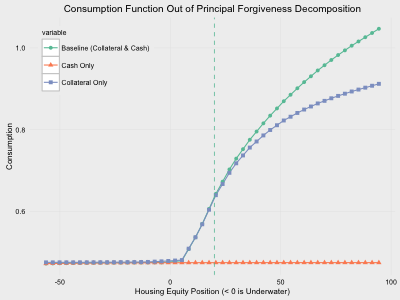 Consumption Function Out of Principal Forgiveness Decomposition
variable
Baseline (Collateral & Cash)
Cash Only
Collateral Only
Consumption
1.0
0.8
0.6
-50
0
50
100
Housing Equity Position (< 0 is Underwater)